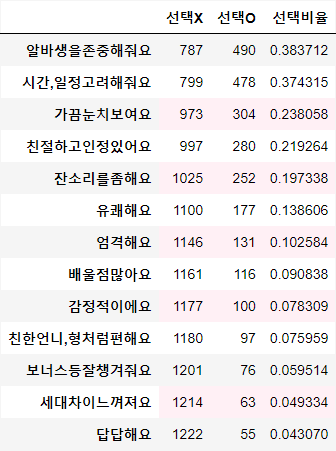 선택X 선택O 선택비율
알바생을존중해줘요 787 490 0.383712
시간,일정고려해줘요 799 478 0.374315
가끔눈치보여요 973 304 0.238058
친절하고인정있어요 997 280 0.219264
잔소리를좀해요 1025 252 0.197338
유쾌해요 1100 177 0.138606
엄격해요 1146 131 0.102584
배울점많아요 1161 116 0.090838
감정적이에요 1177 100 0.078309
친한언니,형처럼편해요 1180 97 0.075959
보너스등잘챙겨줘요 1201 76 0.059514
세대차이느껴져요 1214 63 0.049334
답답해요 1222 55 0.043070